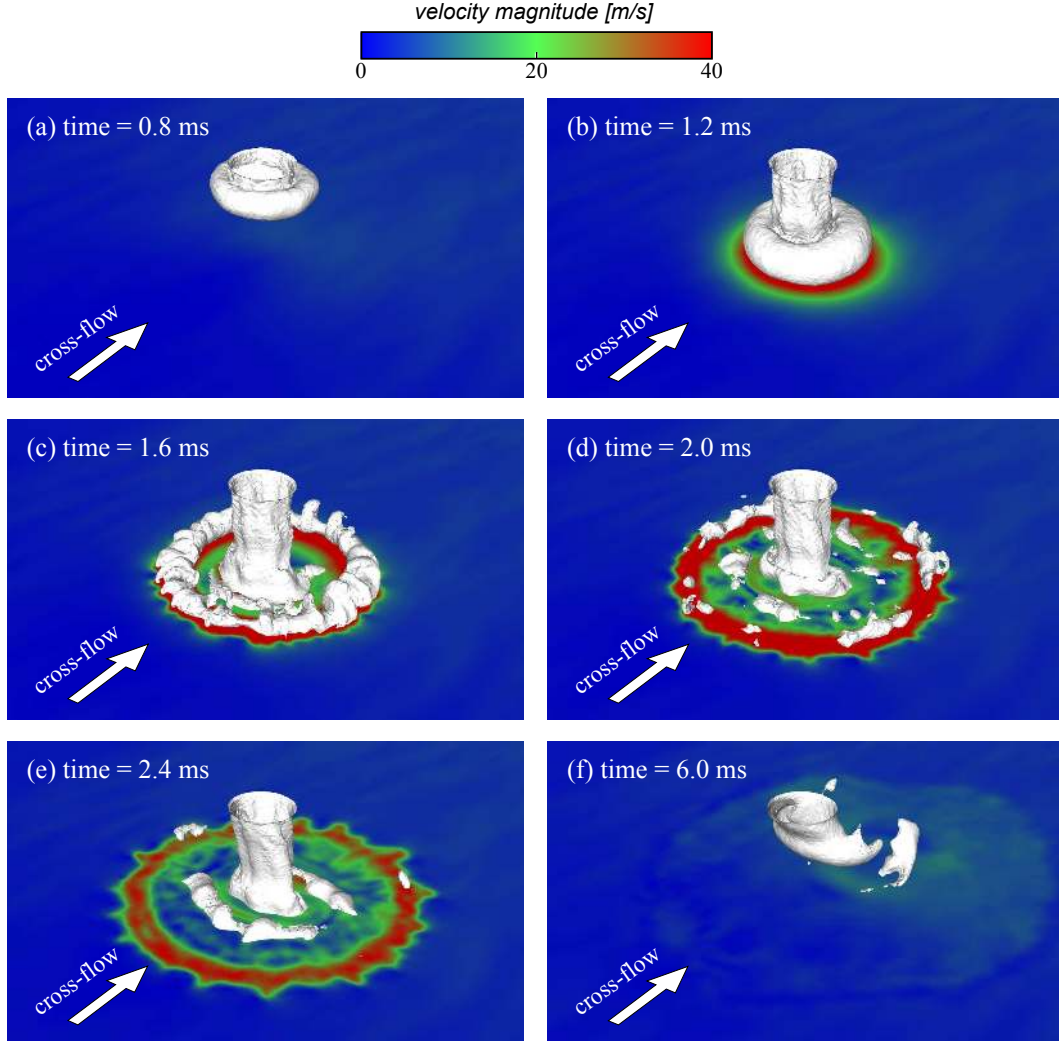 velocity magnitude [m/s]
0 20 40
(a) time = 0.8 ms
cross-flow
(b) time = 1.2 ms
cross-flow
(c) time = 1.6 ms
cross-flow
(d) time = 2.0 ms
cross-flow
(e) time = 2.4 ms
cross-flow
(f) time = 6.0 ms
cross-flow